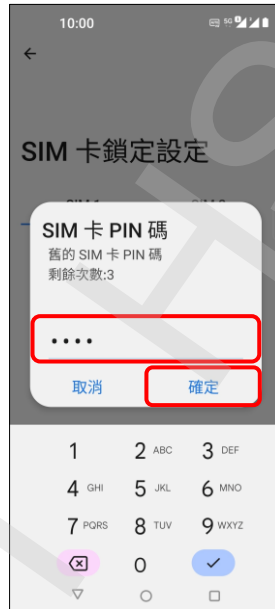 10:00
5G
SIM 卡鎖定設定
SIM 卡 PIN 碼
舊的 SIM 卡 PIN 碼
剩餘次數:3
••••
取消 確定
1 2 ABC 3 DEF
4 GHI 5 JKL 6 MNO
7 PQRS 8 TUV 9 WXYZ
0